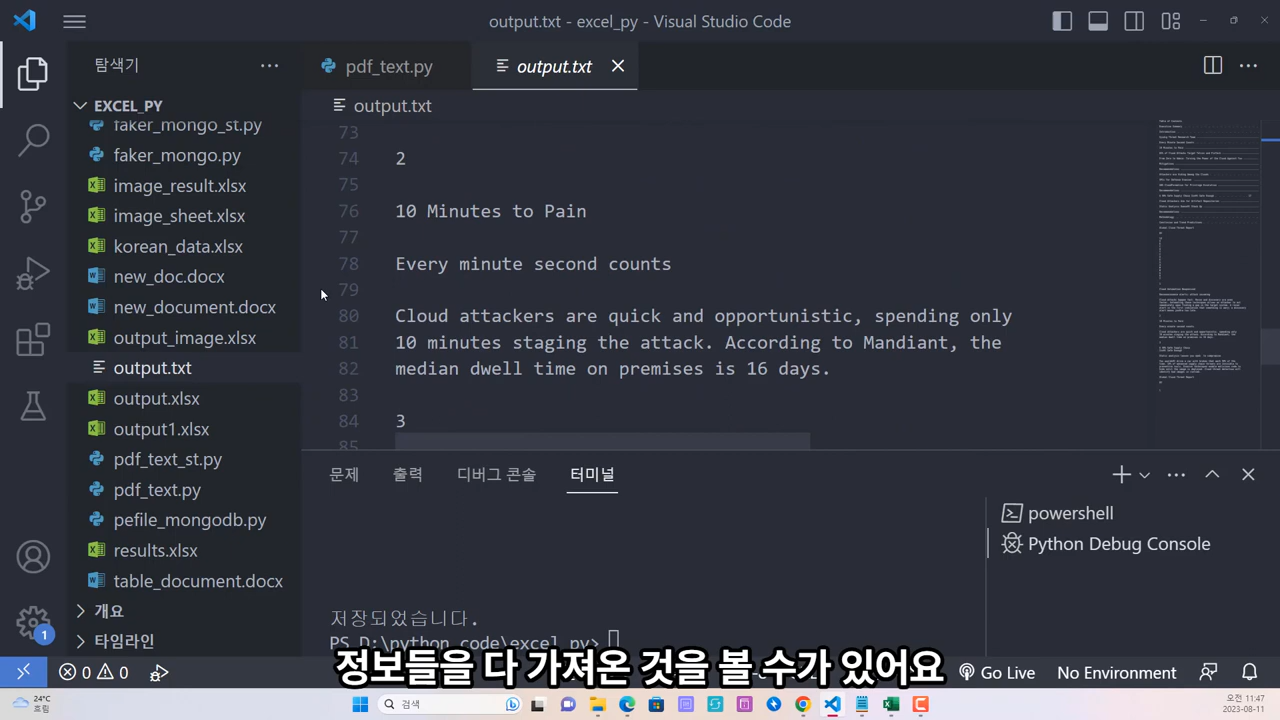 output.txt - excel_py - Visual Studio Code
탐색기
pdf_text.py
output.txt
EXCEL_PY
output.txt
faker_mongo_st.py
faker_mongo.py
image_result.xlsx
image_sheet.xlsx
korean_data.xlsx
new_doc.docx
new_document.docx
output_image.xlsx
output.txt
output.xlsx
output1.xlsx
pdf_text_st.py
pdf_text.py
pefile_mongodb.py
results.xlsx
table_document.docx
개요
타임라인
1
73
74 2
75
76 10 Minutes to Pain
77
78 Every minute second counts
79
80 Cloud attackers are quick and opportunistic, spending only
81 10 minutes staging the attack. According to Mandiant, the
82 median dwell time on premises is 16 days.
83
84 3
85
문제 출력 디버그 콘솔 터미널
powershell
Python Debug Console
저장되었습니다.
PS D:\python_code\excel_py>
정보들을 다 가져온 것을 볼 수가 있어요
0 0
Go Live
No Environment
24°C
흐림
검색
오전 11:47
2023-08-11